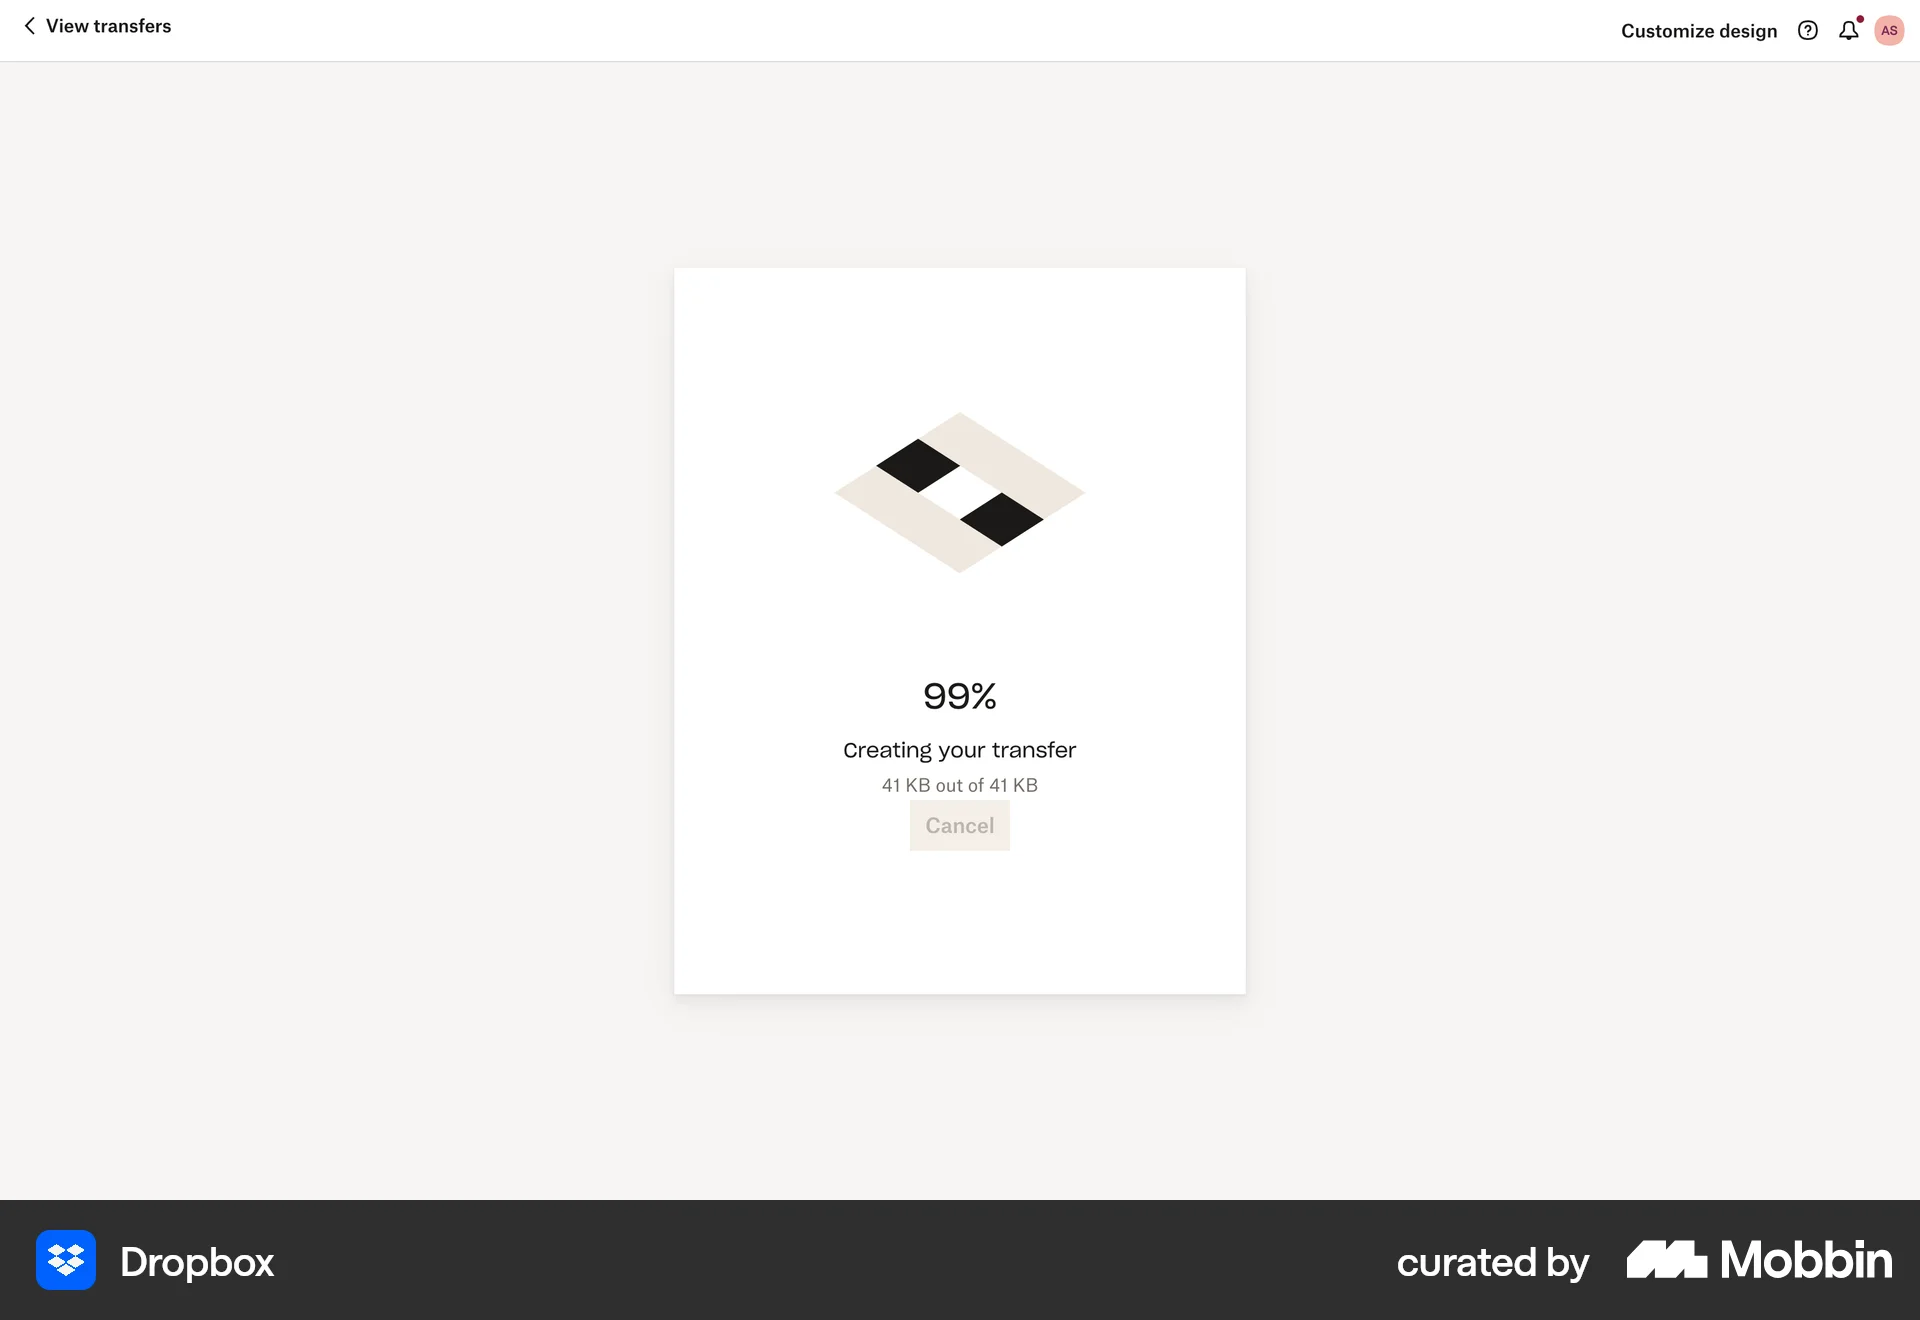 View transfers
Customize design
AS
99%
Creating your transfer
41 KB out of 41 KB
Cancel
Dropbox
curated by
Mobbin